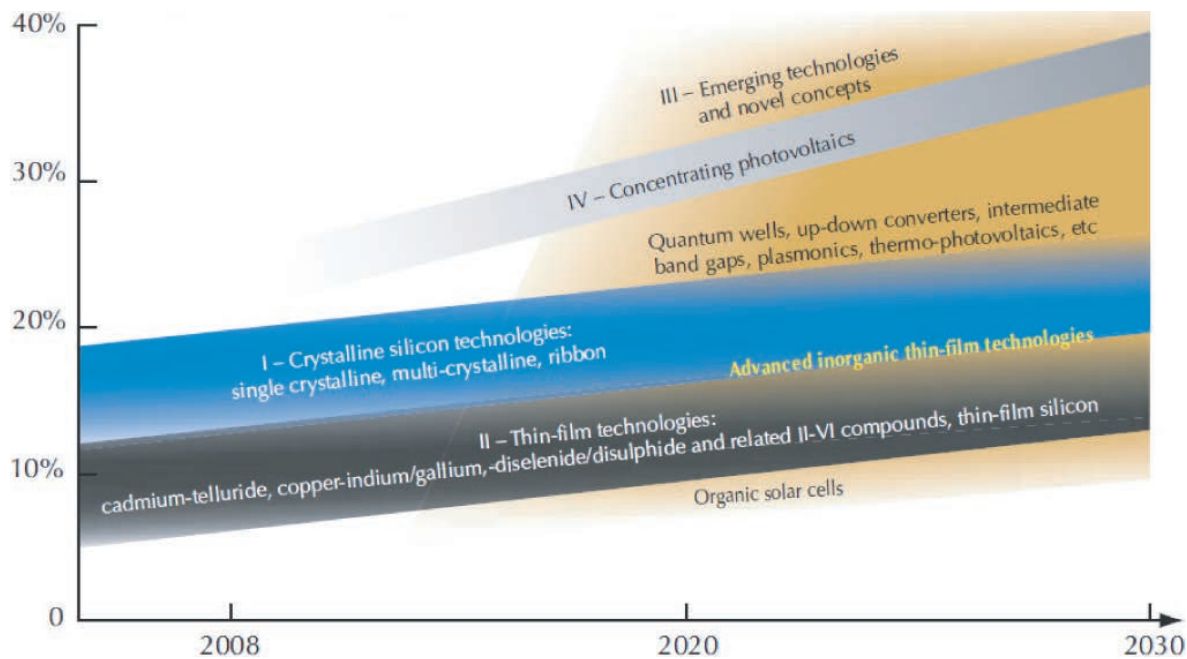 40%
III – Emerging technologies
and novel concepts
30%
IV – Concentrating photovoltaics
Quantum wells, up-down converters, intermediate
band gaps, plasmonics, thermo-photovoltaics, etc
20%
I – Crystalline silicon technologies:
single crystalline, multi-crystalline, ribbon
Advanced inorganic thin-film technologies
II – Thin-film technologies:
cadmium-telluride, copper-indium/gallium,-diselenide/disulphide and related II-VI compounds, thin-film silicon
10%
Organic solar cells
0
2008
2020
2030